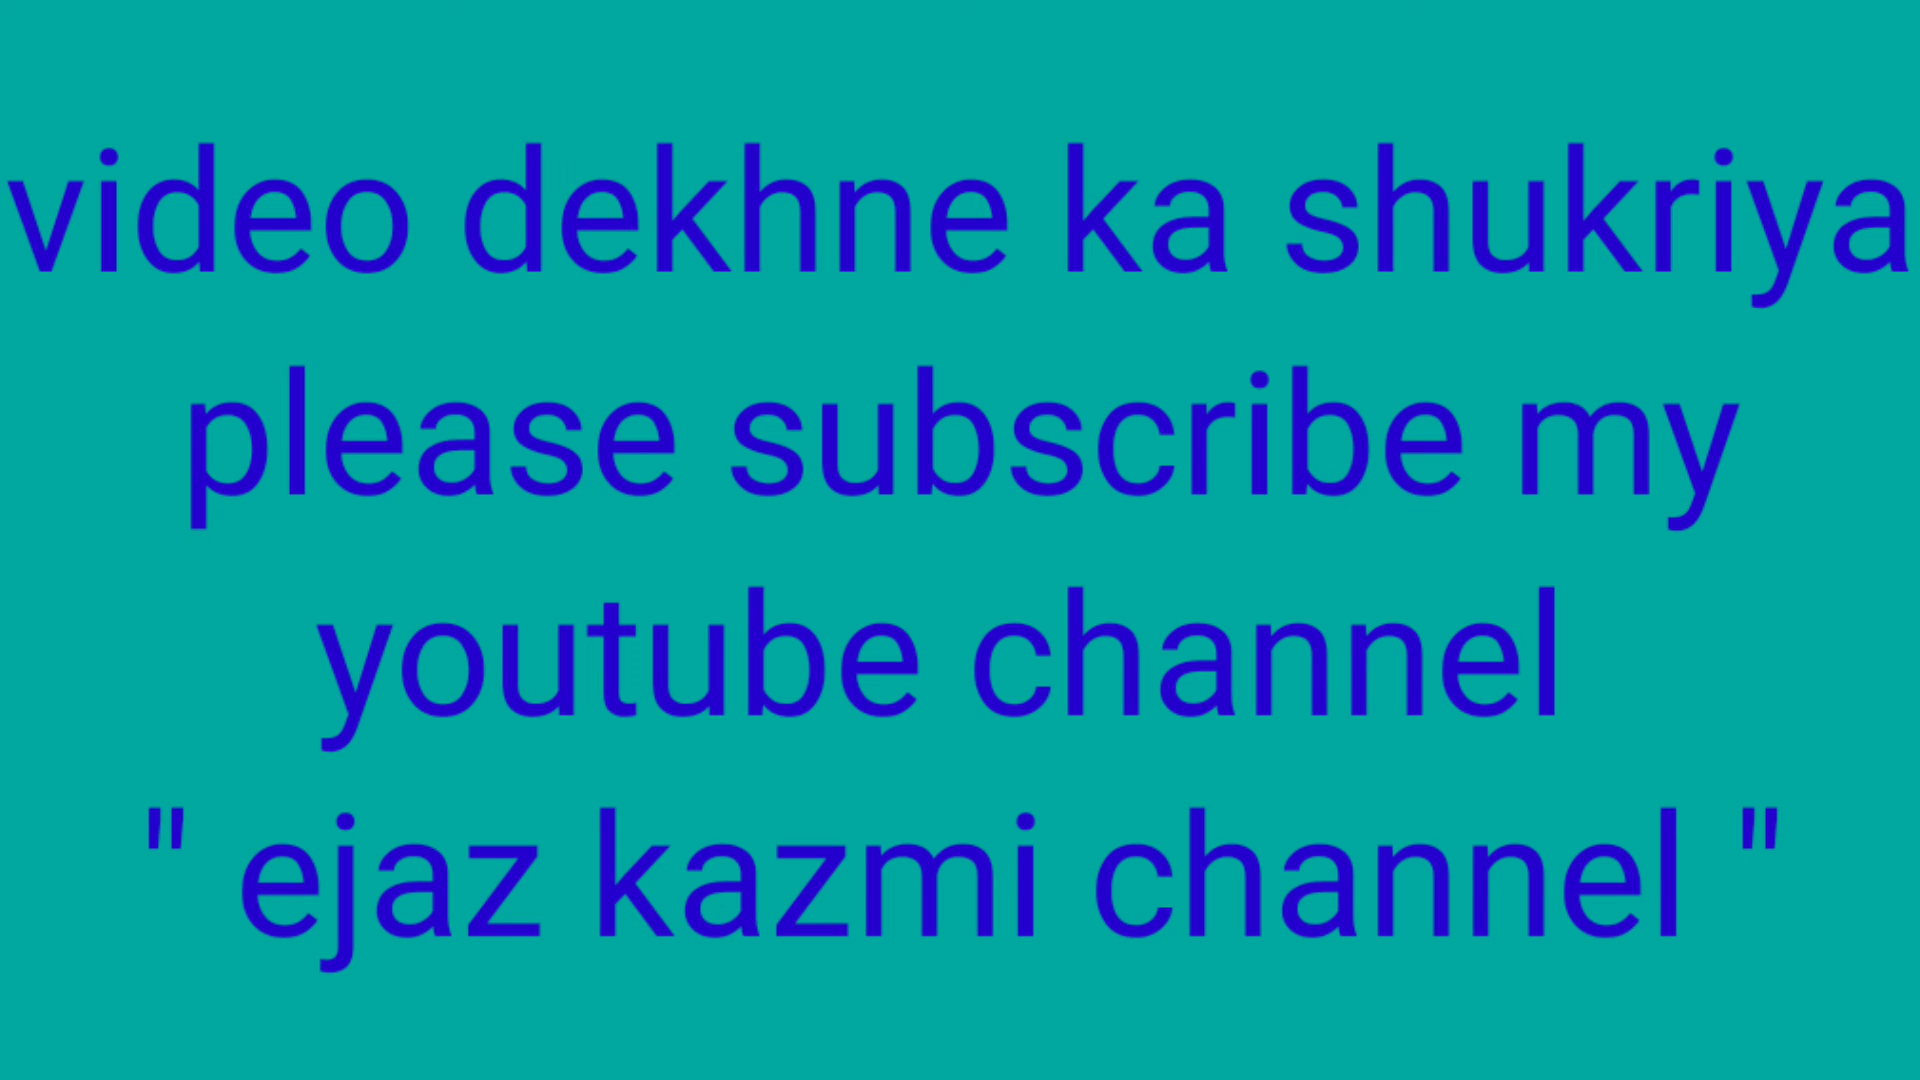 video dekhne ka shukriya
please subscribe my
youtube channel
" ejaz kazmi channel "